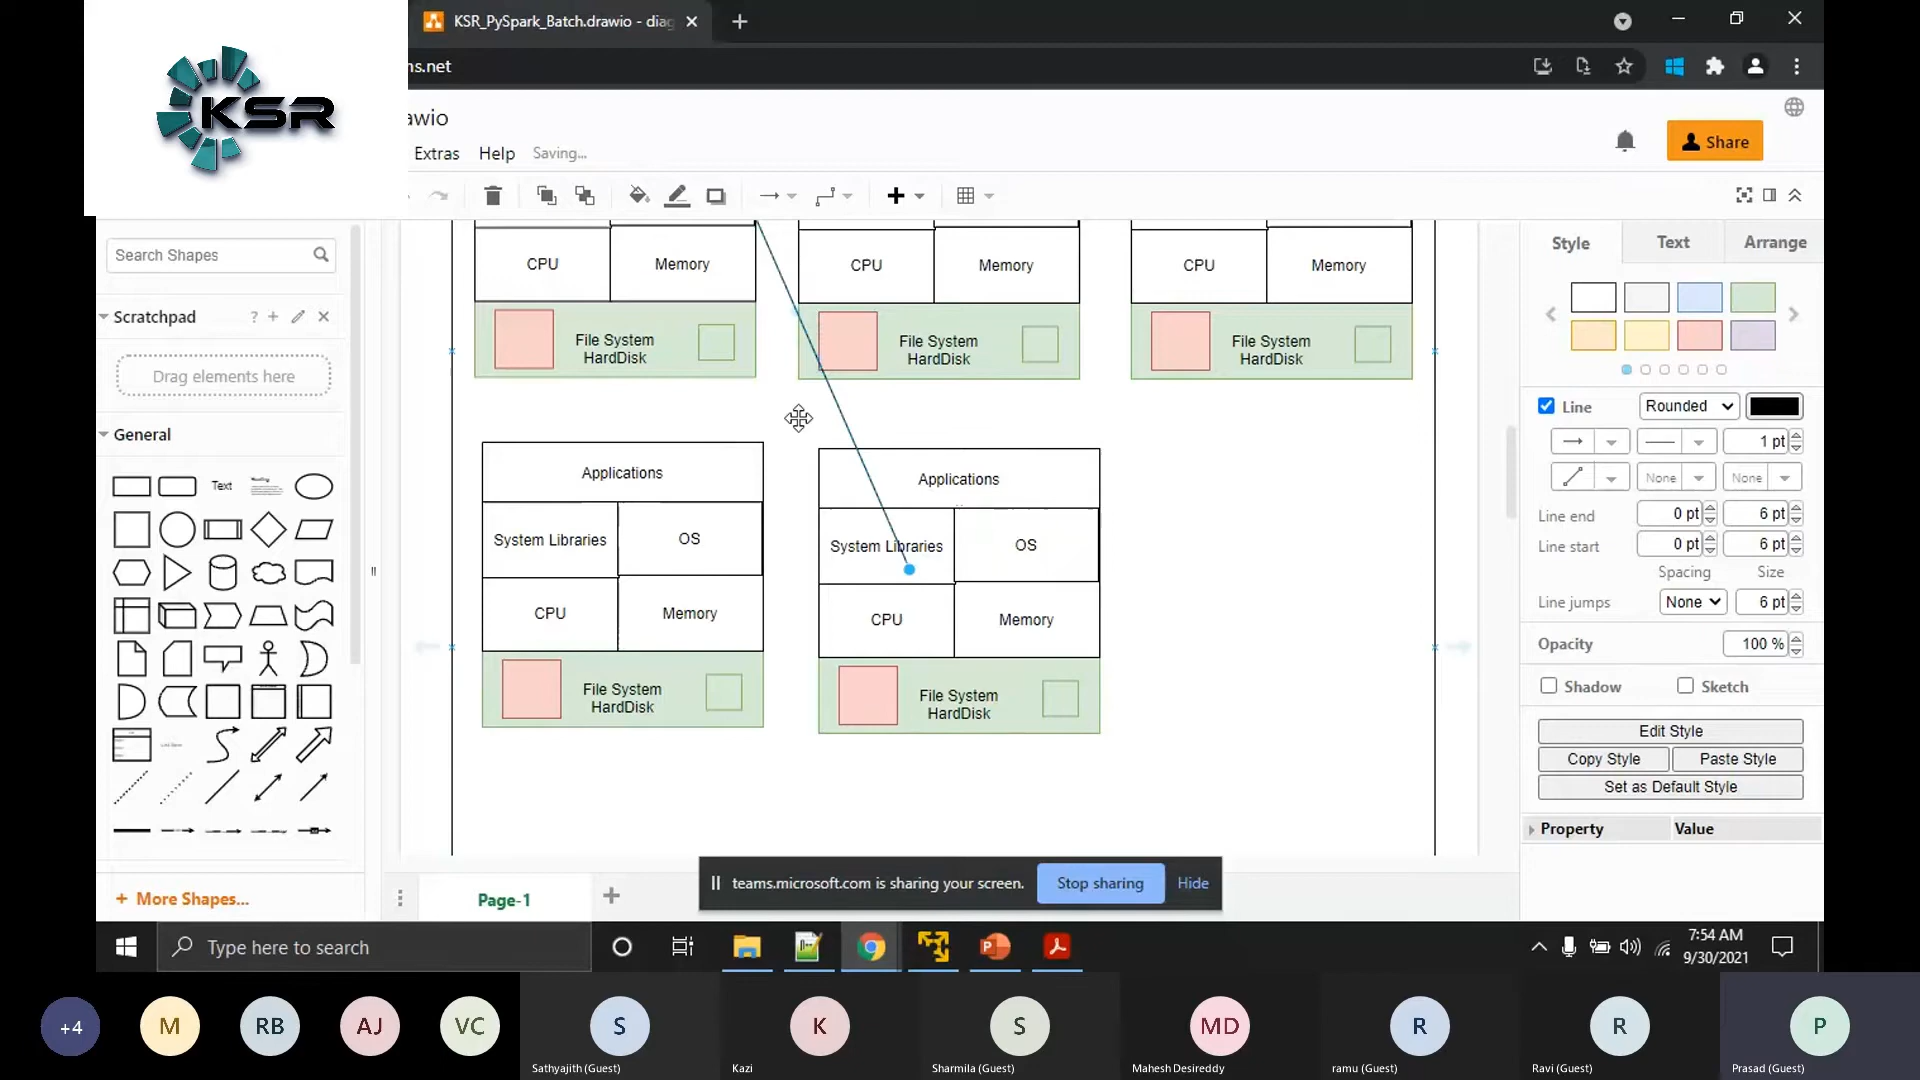 KSR_PySpark_Batch.drawio - diag
KSR
ns.net
awio
Extras Help Saving...
Share
Search Shapes
Scratchpad
Drag elements here
General
Text
Heading
More Shapes...
CPU Memory CPU Memory CPU Memory
File System
HardDisk
File System
HardDisk
File System
HardDisk
Applications
System Libraries OS
CPU Memory
File System
HardDisk
Applications
System Libraries OS
CPU Memory
File System
HardDisk
Style Text Arrange
Line Rounded
1 pt
None None
Line end 0 pt 6 pt
Line start 0 pt 6 pt
Spacing Size
Line jumps None 6 pt
Opacity 100 %
Shadow Sketch
Edit Style
Copy Style Paste Style
Set as Default Style
Property Value
teams.microsoft.com is sharing your screen. Stop sharing Hide
Page-1
Type here to search
7:54 AM
9/30/2021
+4 M RB AJ VC S K S MD R R P
Sathyajith (Guest) Kazi Sharmila (Guest) Mahesh Desireddy ramu (Guest) Ravi (Guest) Prasad (Guest)